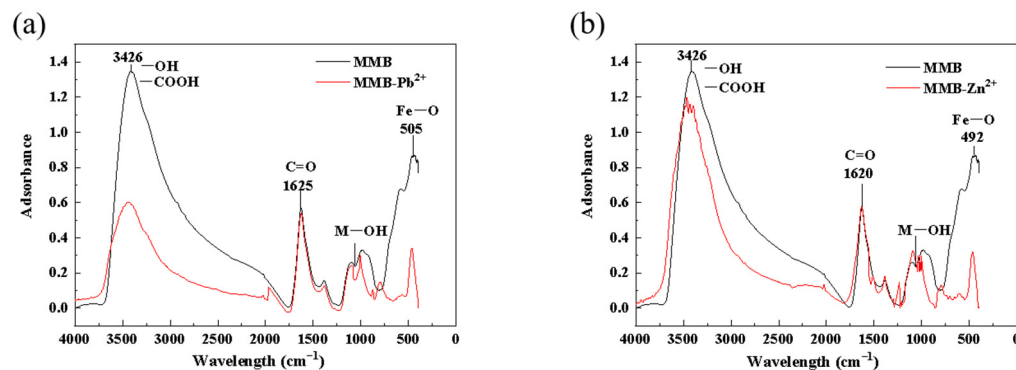 (a)
3426
—OH
—COOH
MMB
MMB-Pb²⁺
Fe—O
505
C=O
1625
M—OH
Adsorbance
1.4
1.2
1.0
0.8
0.6
0.4
0.2
0.0
4000 3500 3000 2500 2000 1500 1000 500 0
Wavelength (cm⁻¹)
(b)
3426
—OH
—COOH
MMB
MMB-Zn²⁺
Fe—O
492
C=O
1620
M—OH
Adsorbance
1.4
1.2
1.0
0.8
0.6
0.4
0.2
0.0
4000 3500 3000 2500 2000 1500 1000 500 0
Wavelength (cm⁻¹)